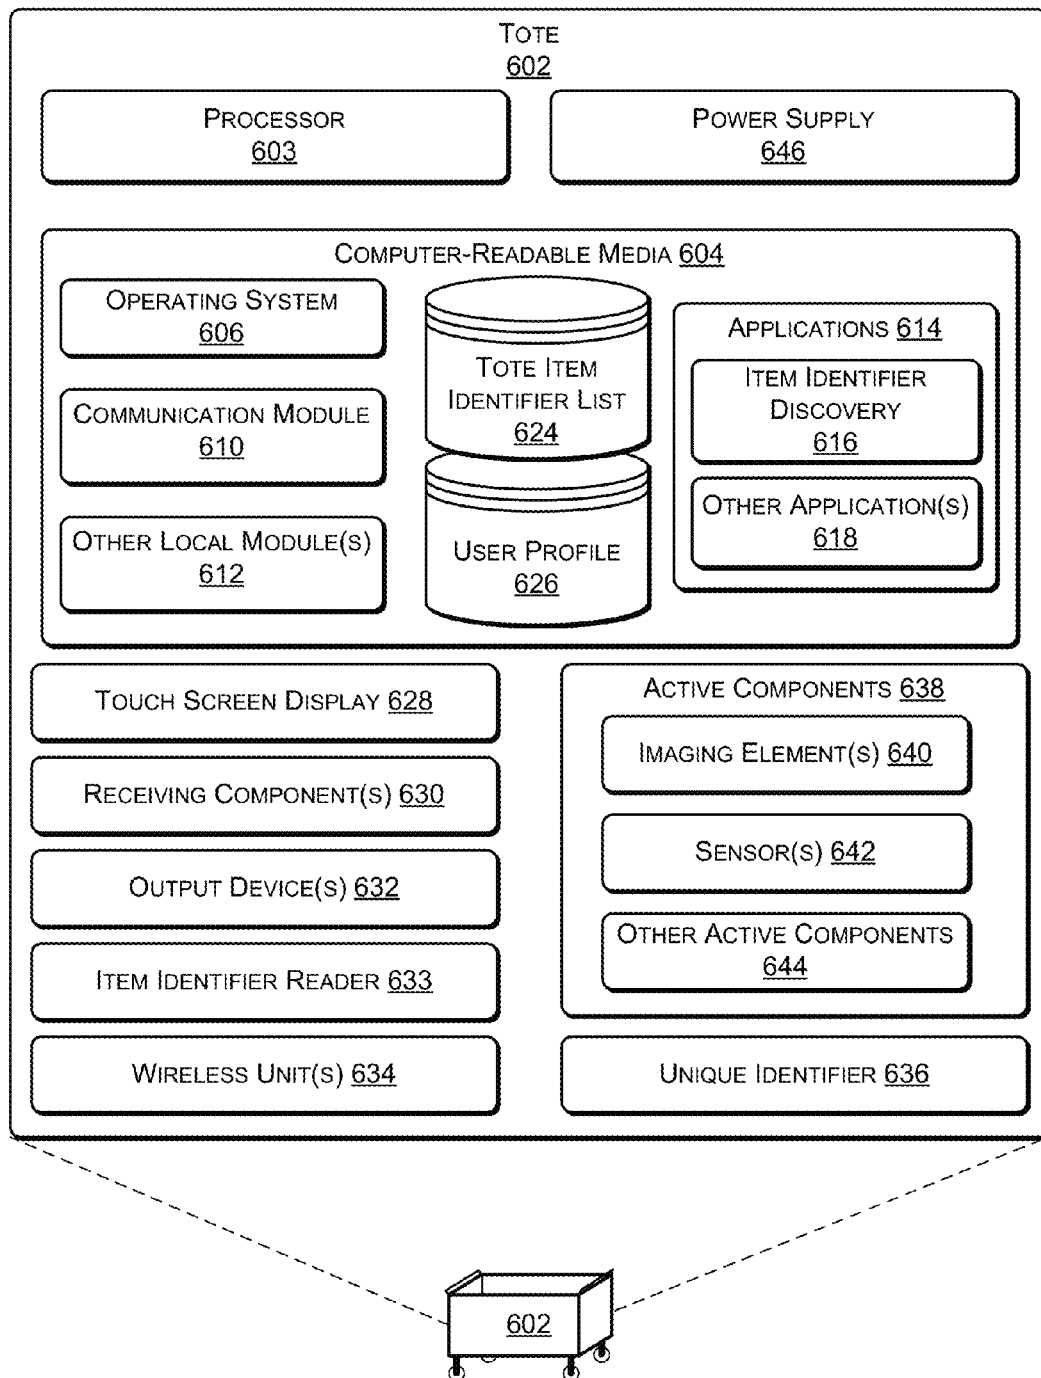 TOTE
602
PROCESSOR
603
POWER SUPPLY
646
COMPUTER-READABLE MEDIA 604
OPERATING SYSTEM
606
COMMUNICATION MODULE
610
OTHER LOCAL MODULE(S)
612
TOTE ITEM
IDENTIFIER LIST
624
USER PROFILE
626
APPLICATIONS 614
ITEM IDENTIFIER
DISCOVERY
616
OTHER APPLICATION(S)
618
TOUCH SCREEN DISPLAY 628
RECEIVING COMPONENT(S) 630
OUTPUT DEVICE(S) 632
ITEM IDENTIFIER READER 633
WIRELESS UNIT(S) 634
ACTIVE COMPONENTS 638
IMAGING ELEMENT(S) 640
SENSOR(S) 642
OTHER ACTIVE COMPONENTS
644
UNIQUE IDENTIFIER 636
602